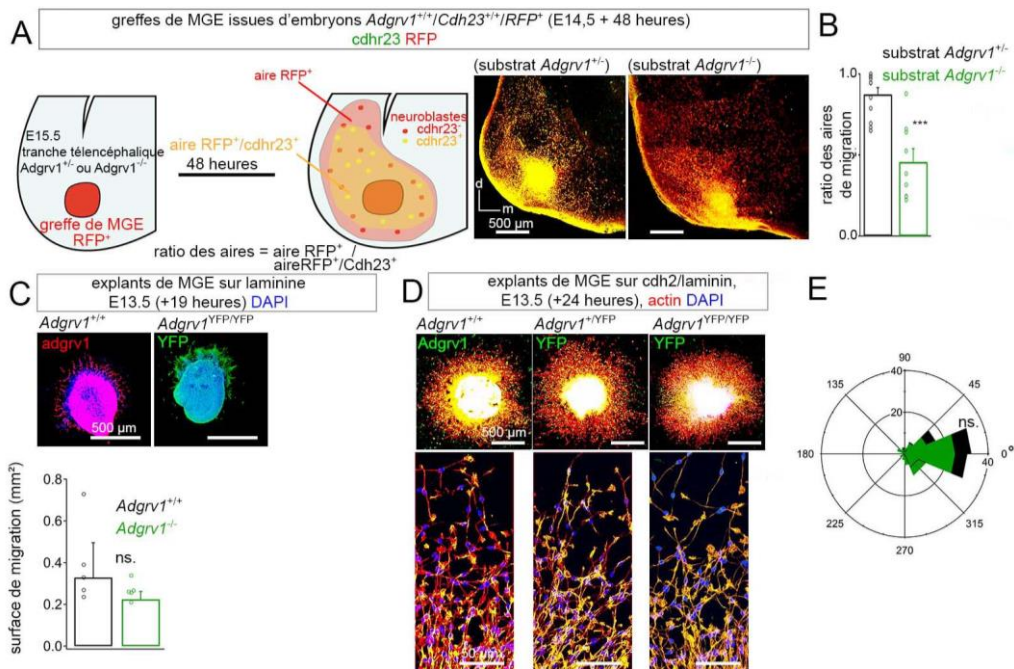 A
greffes de MGE issues d'embryons Adgrv1+/+/Cdh23+/+/RFP+ (E14,5 + 48 heures)
cdhr23 RFP
E15.5
tranche télencéphalique
Adgrv1+/- ou Adgrv1-/-
greffe de MGE
RFP+
48 heures
aire RFP+
aire RFP+/cdhr23+
neuroblastes
cdhr23-
cdhr23+
ratio des aires = aire RFP+ /
aireRFP+/Cdh23+
(substrat Adgrv1+/-)
(substrat Adgrv1-/-)
d
m
500 µm
B
substrat Adgrv1+/-
substrat Adgrv1-/-
ratio des aires
de migration
1.0
0.0
***
C
explants de MGE sur laminine
E13.5 (+19 heures) DAPI
Adgrv1+/+
Adgrv1YFP/YFP
adgrv1
YFP
500 µm
surface de migration (mm²)
0.8
0.6
0.4
0.2
0.0
Adgrv1+/+
Adgrv1-/-
ns.
D
explants de MGE sur cdh2/laminin,
E13.5 (+24 heures), actin DAPI
Adgrv1+/+
Adgrv1+/YFP
Adgrv1YFP/YFP
Adgrv1
YFP
YFP
500 µm
50 µm
E
90
45
0°
315
270
225
180
135
40
20
40
ns.